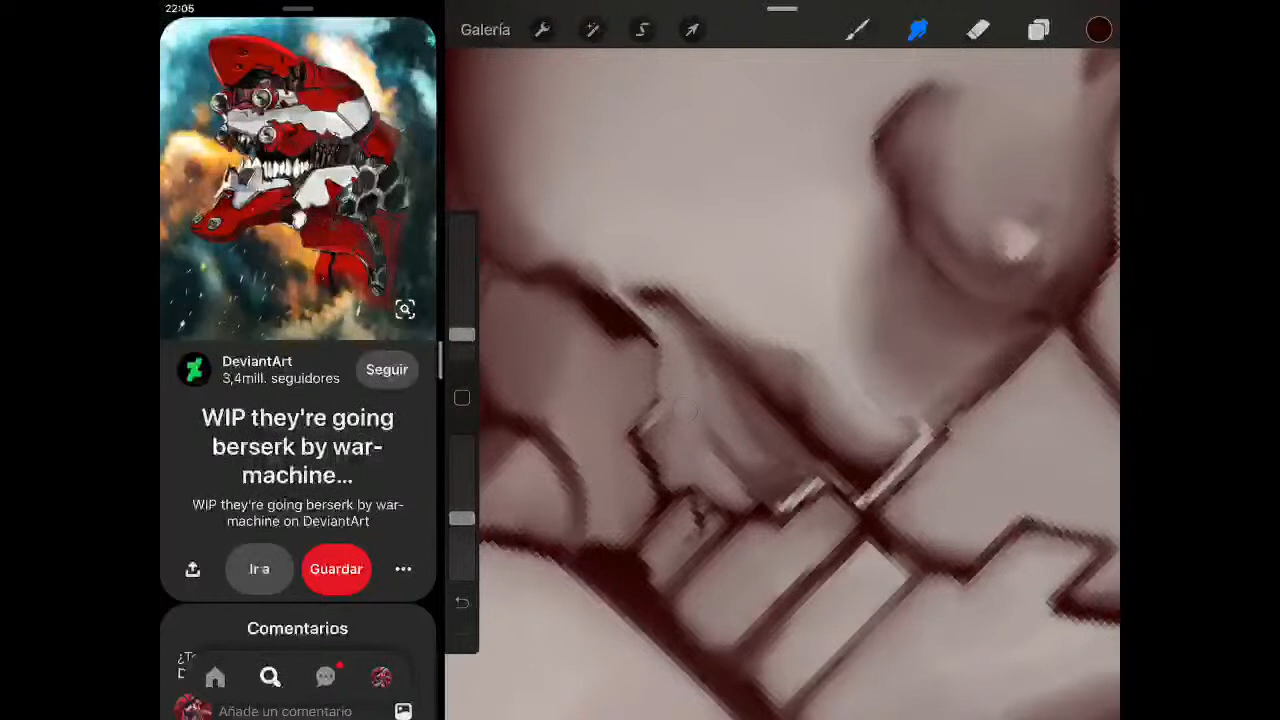 22:05
Galería
DeviantArt
Seguir
3,4mill. seguidores
WIP they're going
berserk by war-
machine...
WIP they're going berserk by war-
machine on DeviantArt
Ir a
Guardar
Comentarios
Añade un comentario